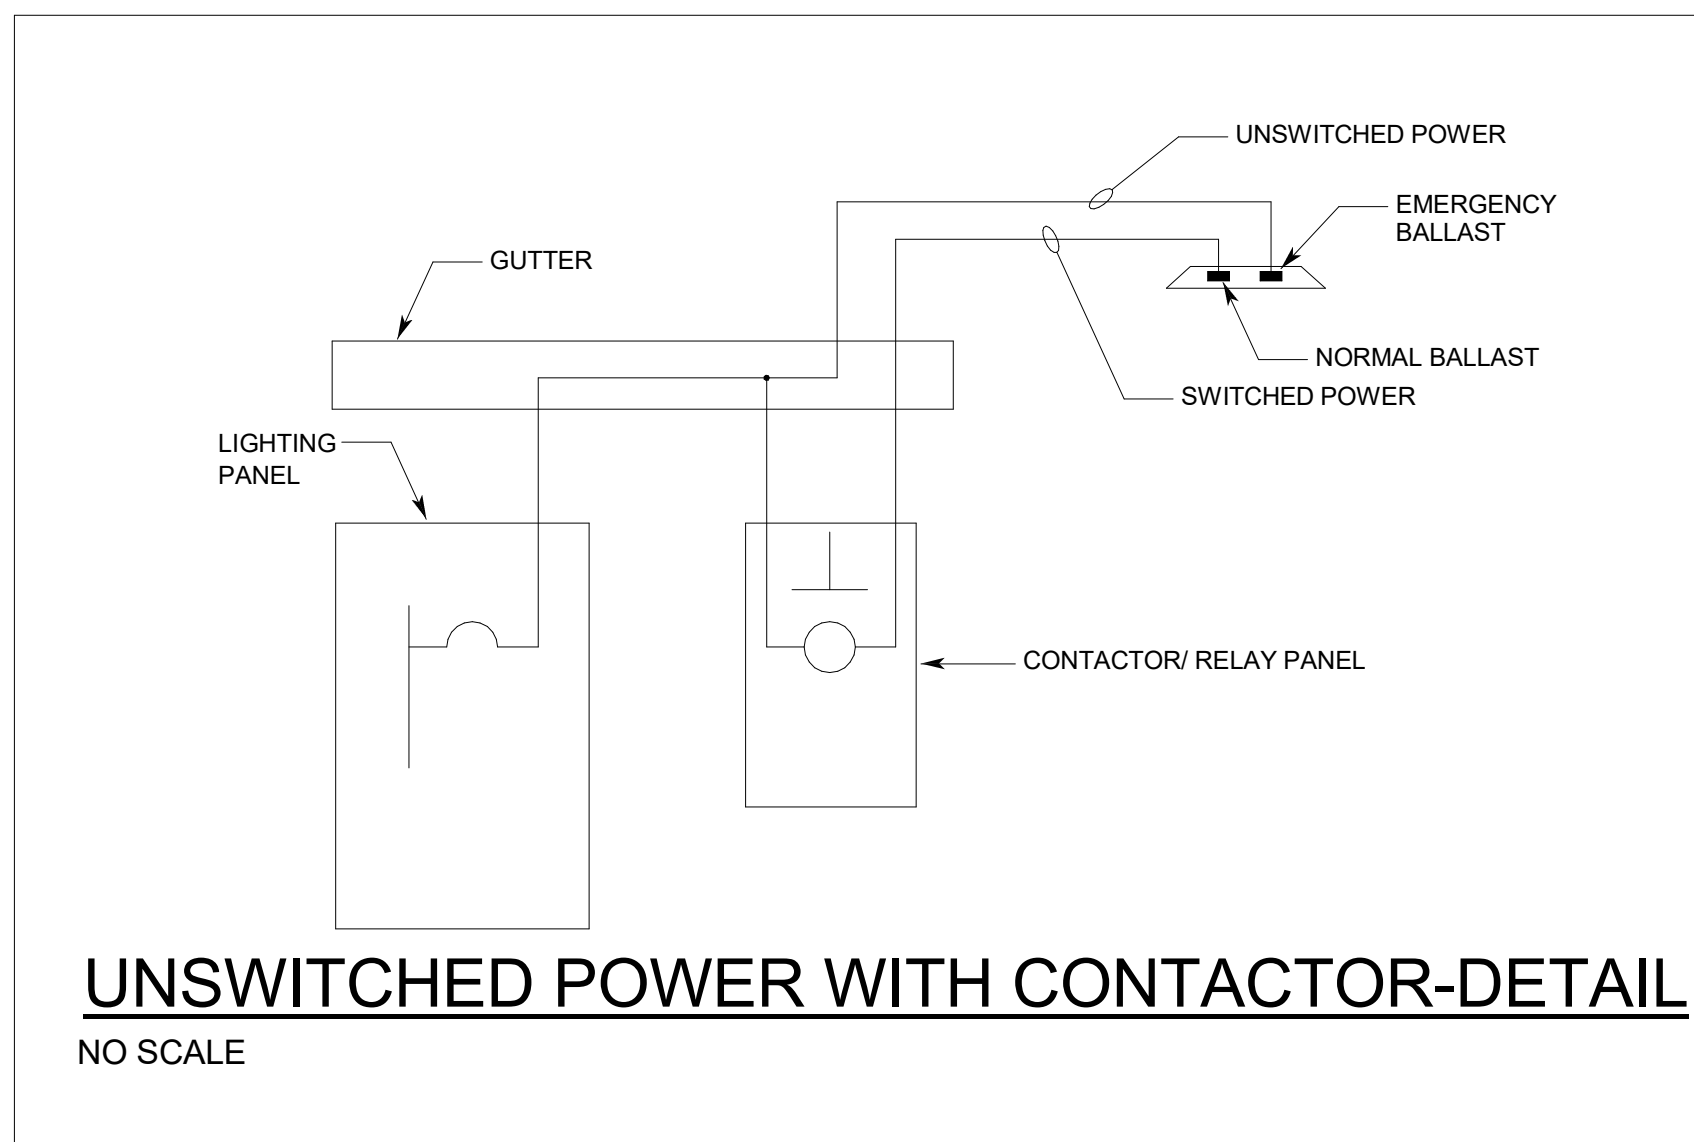 UNSWITCHED POWER
EMERGENCY
BALLAST
GUTTER
NORMAL BALLAST
SWITCHED POWER
LIGHTING
PANEL
CONTACTOR/ RELAY PANEL
UNSWITCHED POWER WITH CONTACTOR-DETAIL
NO SCALE